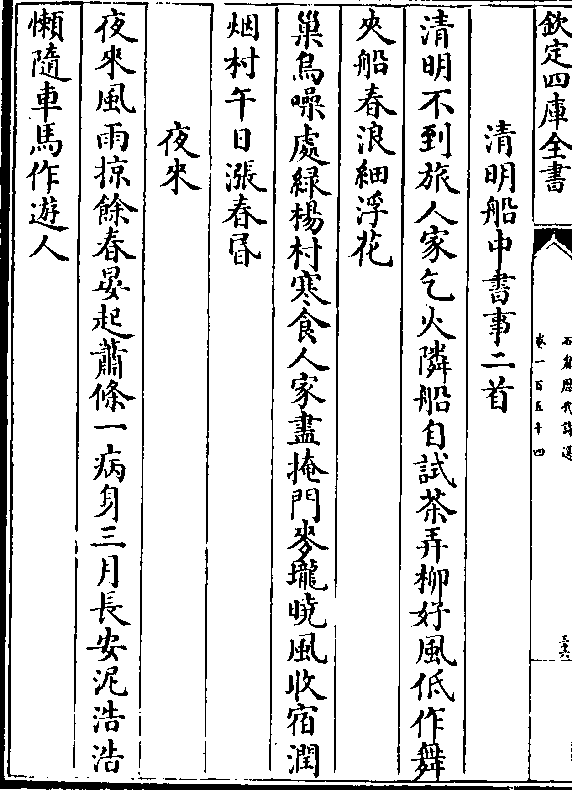 欽定四庫全書
石倉歷代詩選
卷一百五十四
三十六
清明船中書事二首
清明不到旅人家乞火隣船自試茶弄柳好風低作舞
夾船春浪細浮花
巢烏噪處緑楊村寒食人家盡掩門麥壠曉風收宿潤
烟村午日漲春昏
夜來
夜來風雨掠餘春晏起蕭條一病身三月長安泥浩浩
懶隨車馬作遊人